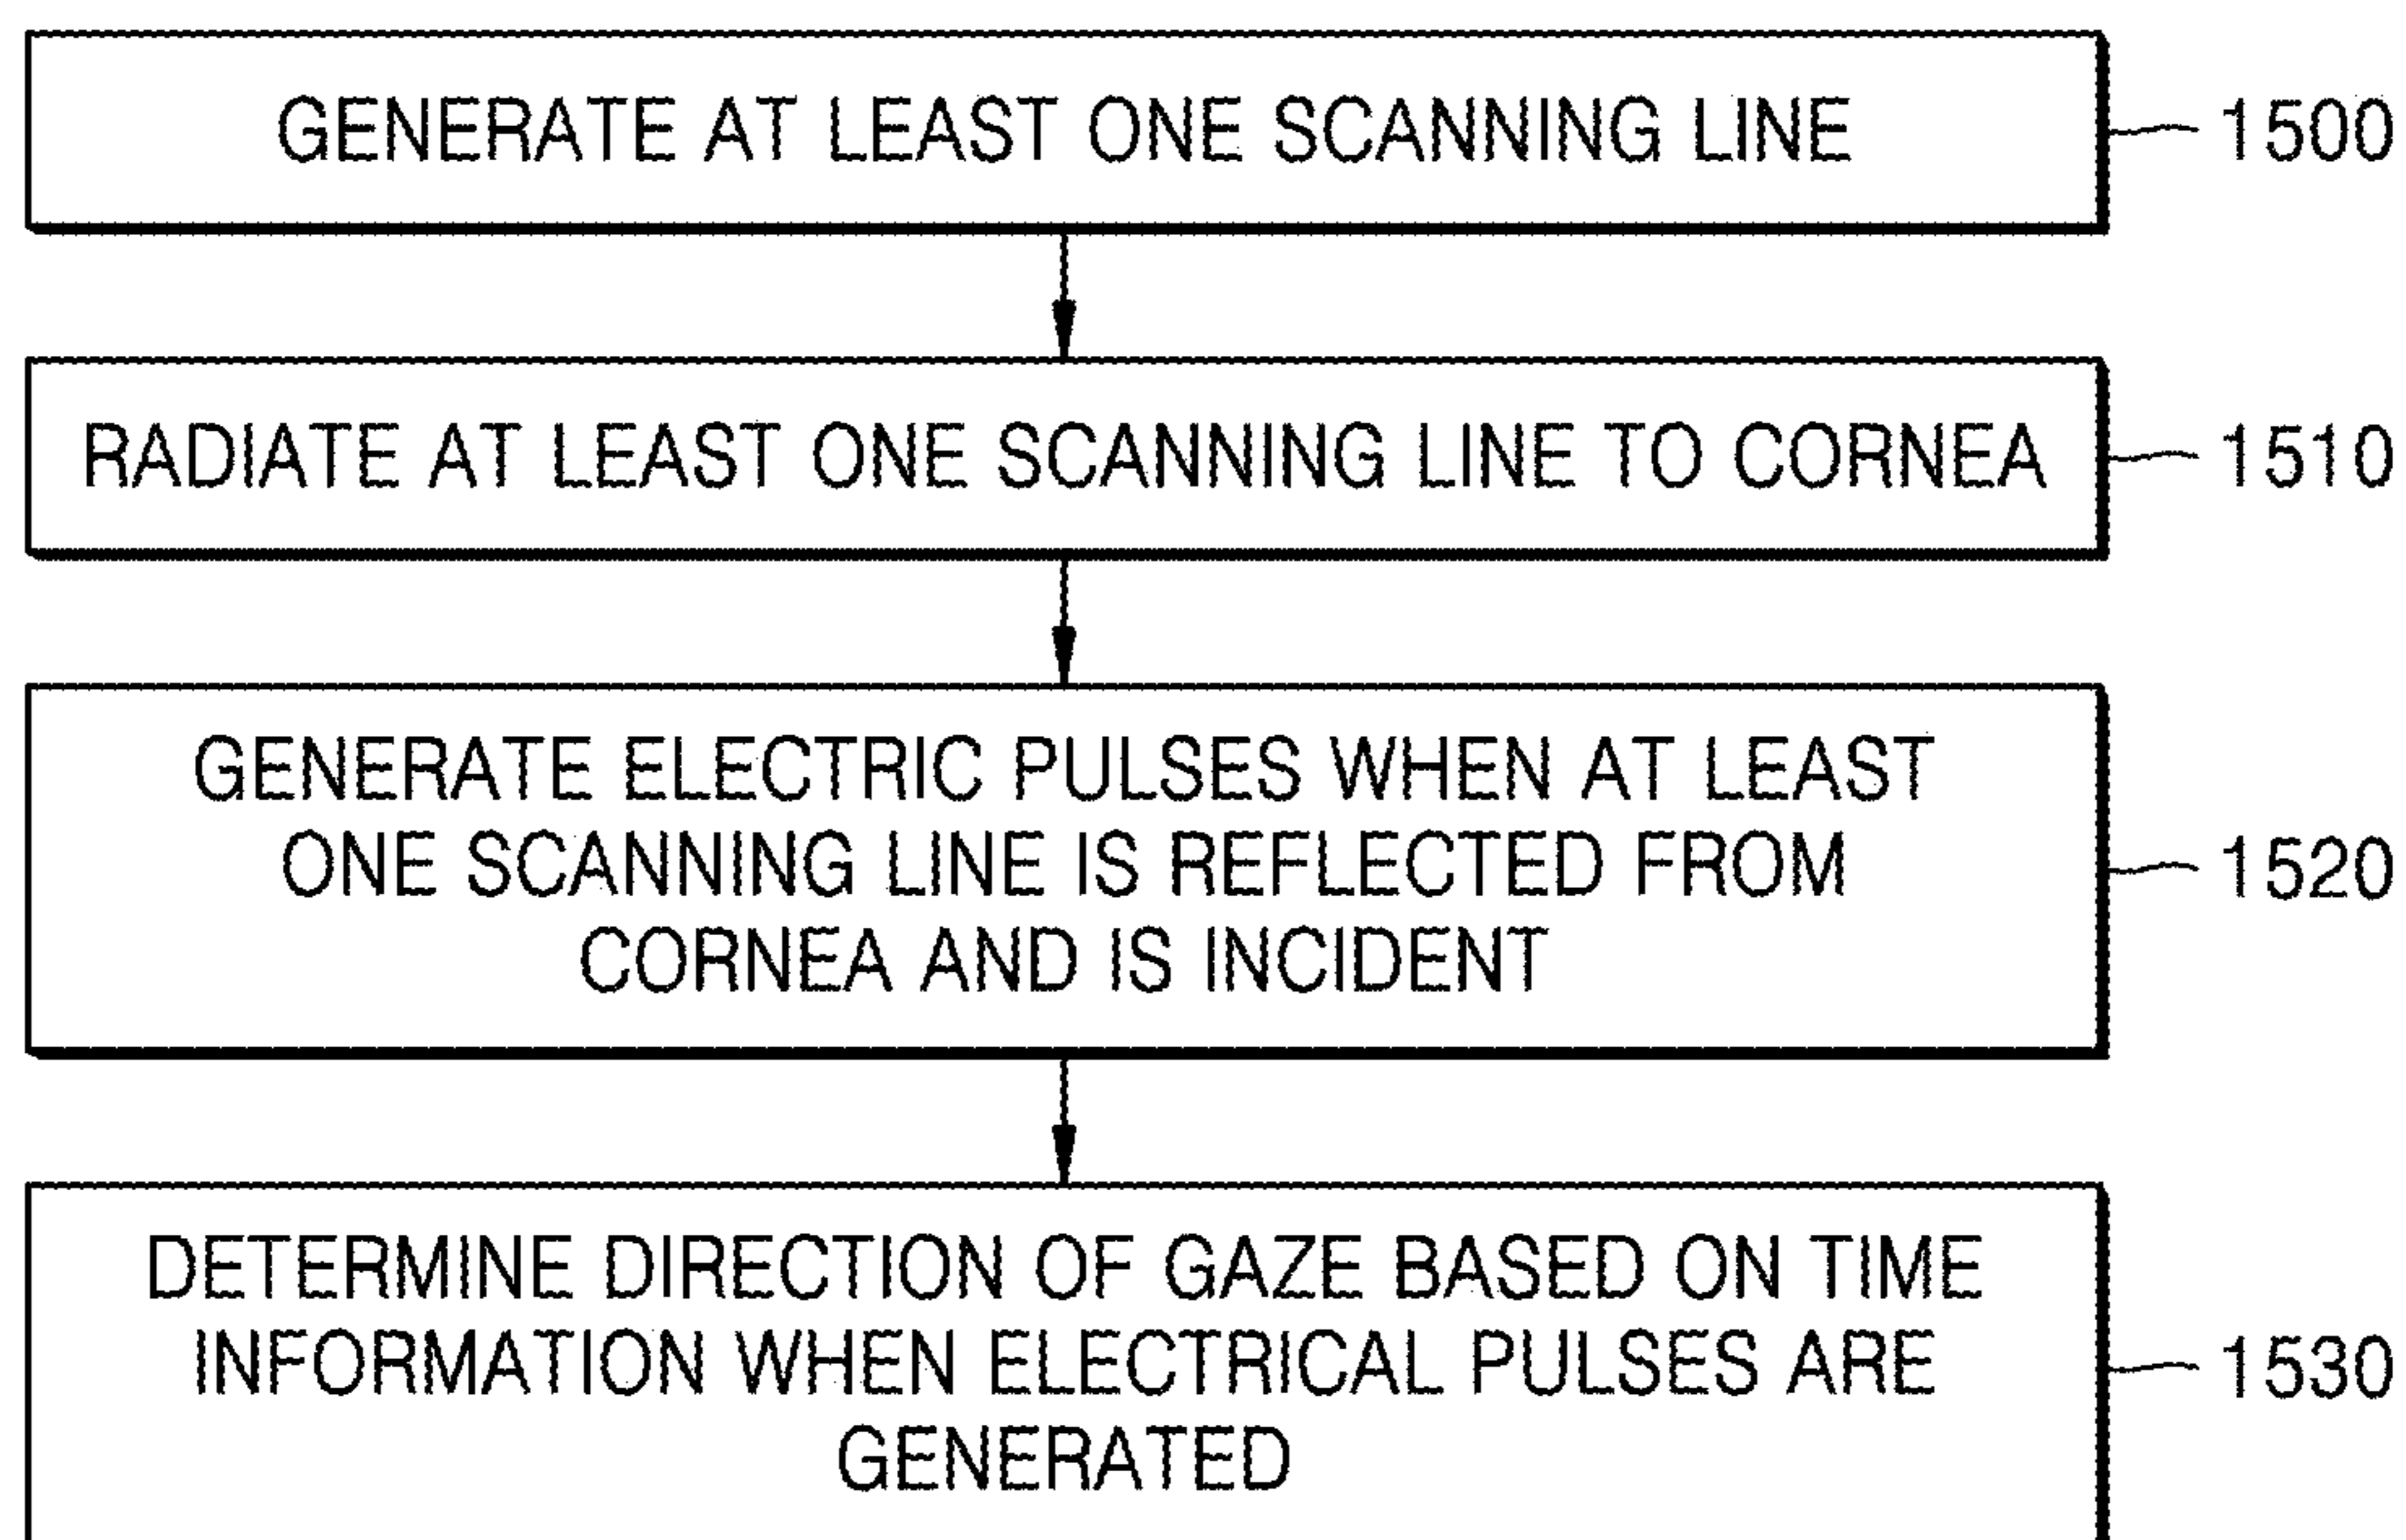 GENERATE AT LEAST ONE SCANNING LINE
1500
RADIATE AT LEAST ONE SCANNING LINE TO CORNEA
1510
GENERATE ELECTRIC PULSES WHEN AT LEAST
ONE SCANNING LINE IS REFLECTED FROM
CORNEA AND IS INCIDENT
1520
DETERMINE DIRECTION OF GAZE BASED ON TIME
INFORMATION WHEN ELECTRICAL PULSES ARE
GENERATED
1530